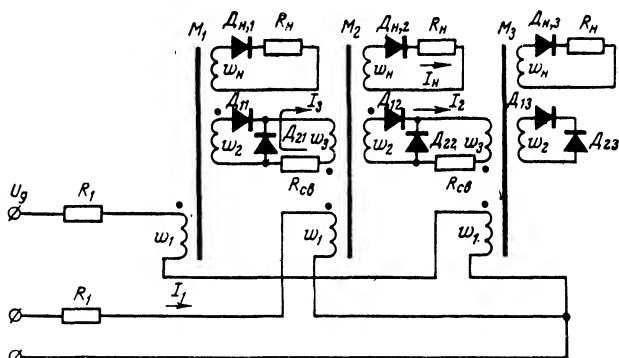 M₁ Дн,1 Rн M₂ Дн,2 Rн M₃ Дн,3 Rн
wн wн Iн wн
Д11 I₃ Д12 I₂ Д13
w₂ Д21 w₃ w₂ Д22 w₃ w₂ Д23
Rсв Rсв
Uд R₁
w₁ w₁ w₁
R₁ I₁